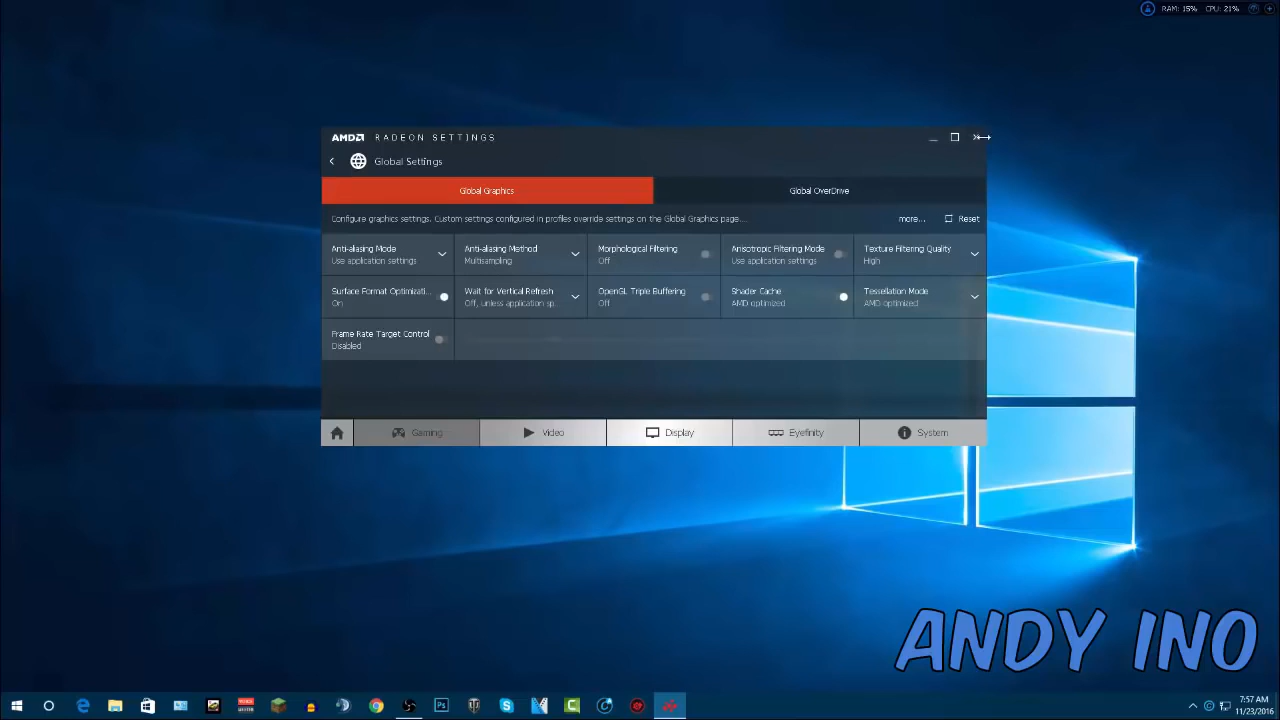 RAM: 15% CPU: 21%
AMD RADEON SETTINGS
Global Settings
Global Graphics Global OverDrive
Configure graphics settings. Custom settings configured in profiles override settings on the Global Graphics page.... more... Reset
Anti-aliasing Mode Anti-aliasing Method Morphological Filtering Anisotropic Filtering Mode Texture Filtering Quality
Use application settings Multisampling Off Use application settings High
Surface Format Optimizati... Wait for Vertical Refresh OpenGL Triple Buffering Shader Cache Tessellation Mode
On Off, unless application sp... Off AMD optimized AMD optimized
Frame Rate Target Control
Disabled
Gaming Video Display Eyefinity System
ANDY INO
Ps
7:57 AM
11/23/2016